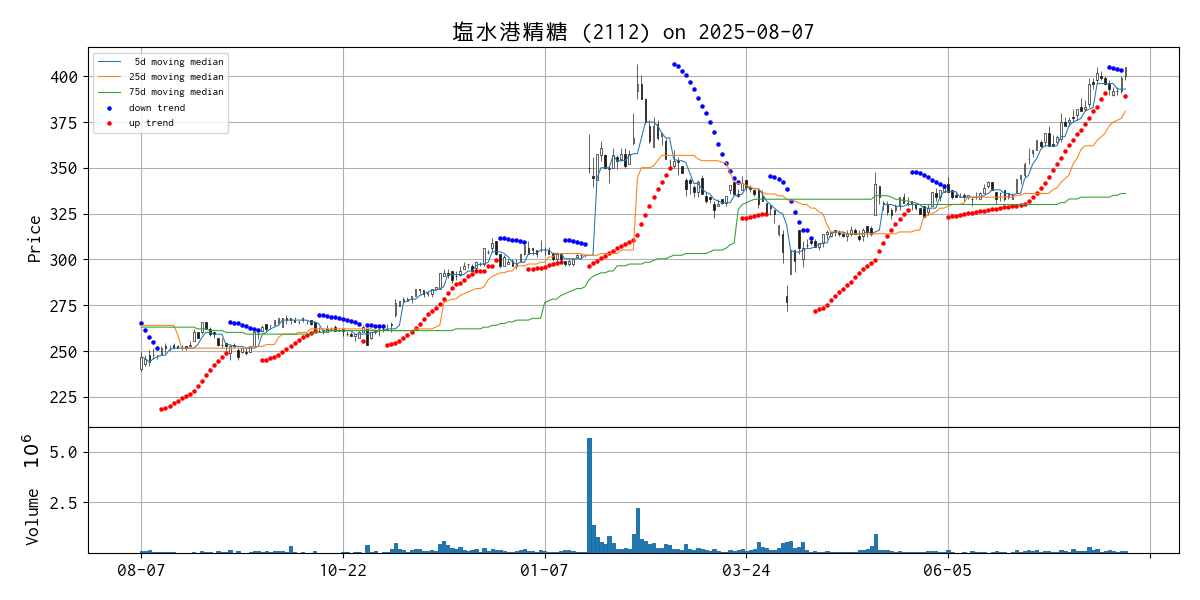 塩水港精糖 (2112) on 2025-08-07
5d moving median
25d moving median
75d moving median
down trend
up trend
400
375
350
325
300
275
250
225
Price
5.0
2.5
Volume 10⁶
08-07 10-22 01-07 03-24 06-05